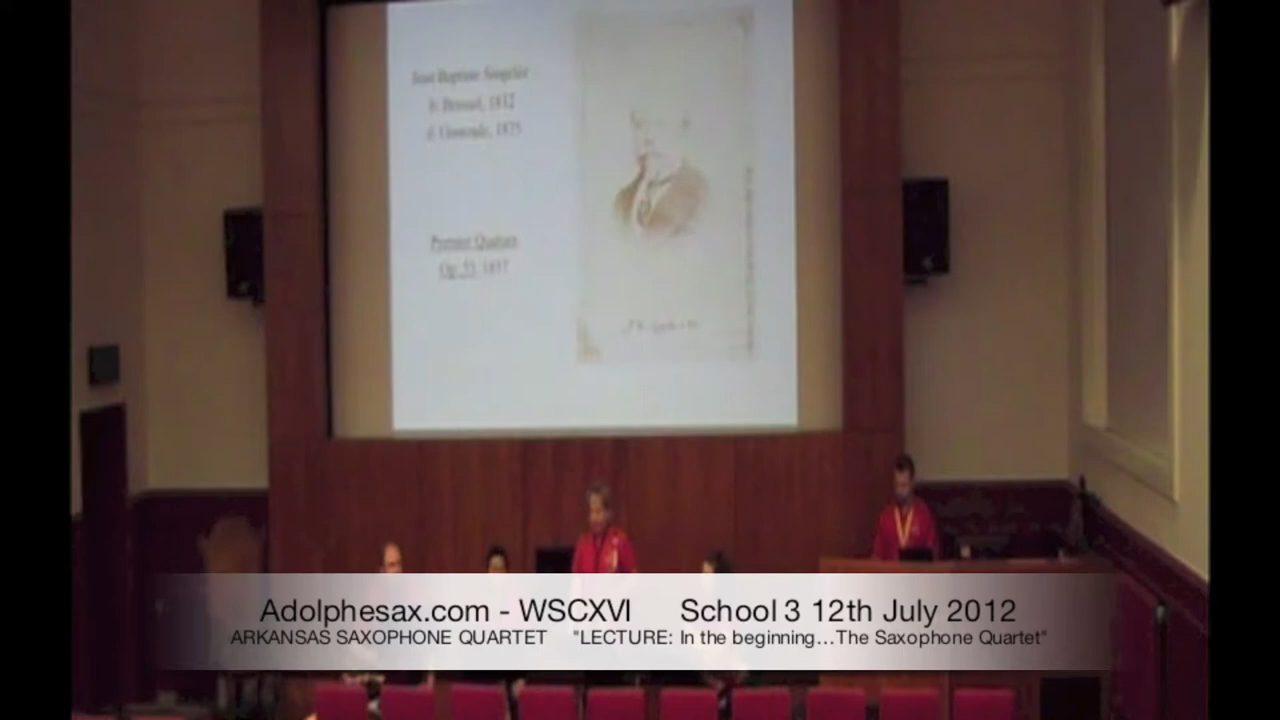 Jean Baptiste Singelée
b. Brussel, 1812
d. Ostende, 1875
Premier Quatuor
Op. 53, 1857
Adolphesax.com - WSCXVI School 3 12th July 2012
ARKANSAS SAXOPHONE QUARTET "LECTURE: In the beginning...The Saxophone Quartet"